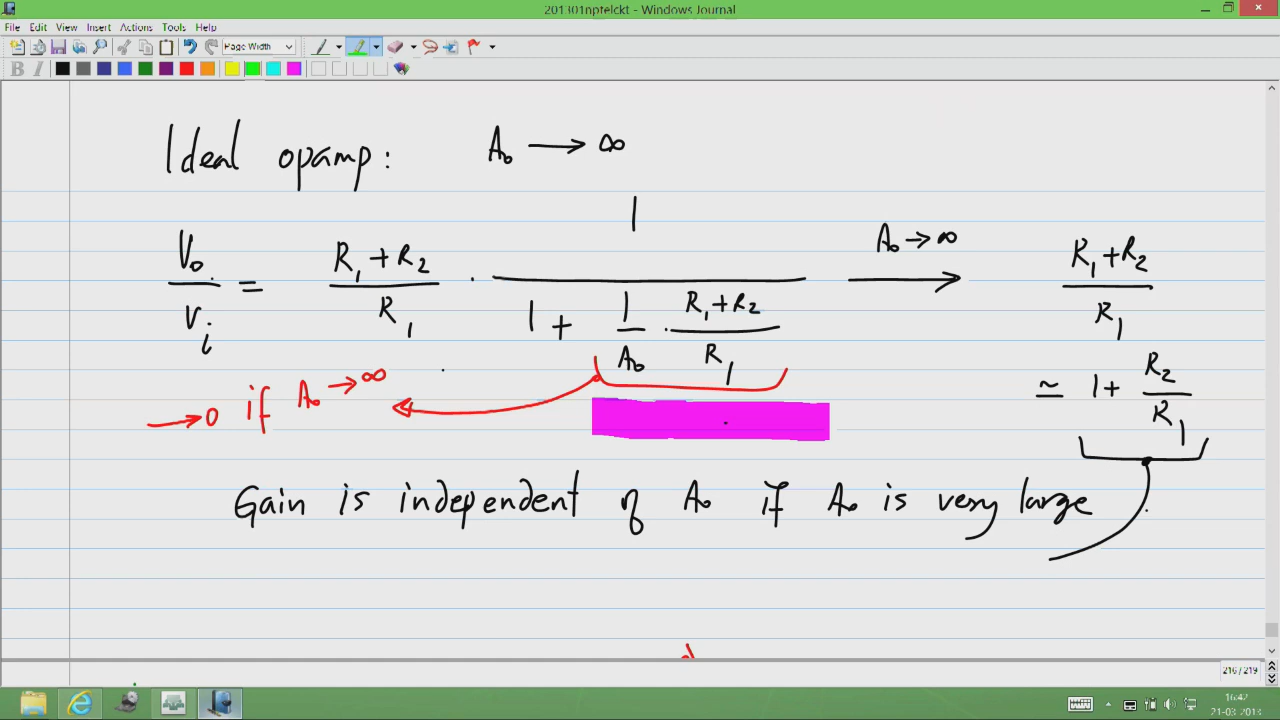 201301nptelckt - Windows Journal
File Edit View Insert Actions Tools Help
Page Width
B I
Ideal opamp: A₀ → ∞
V₀/Vᵢ = (R₁+R₂)/R₁ · 1/(1 + 1/A₀ · (R₁+R₂)/R₁) A₀→∞ → (R₁+R₂)/R₁
→ 0 if A₀ → ∞
≃ 1 + R₂/R₁
Gain is independent of A₀ if A₀ is very large
216 / 219
16:42
21-03-2013